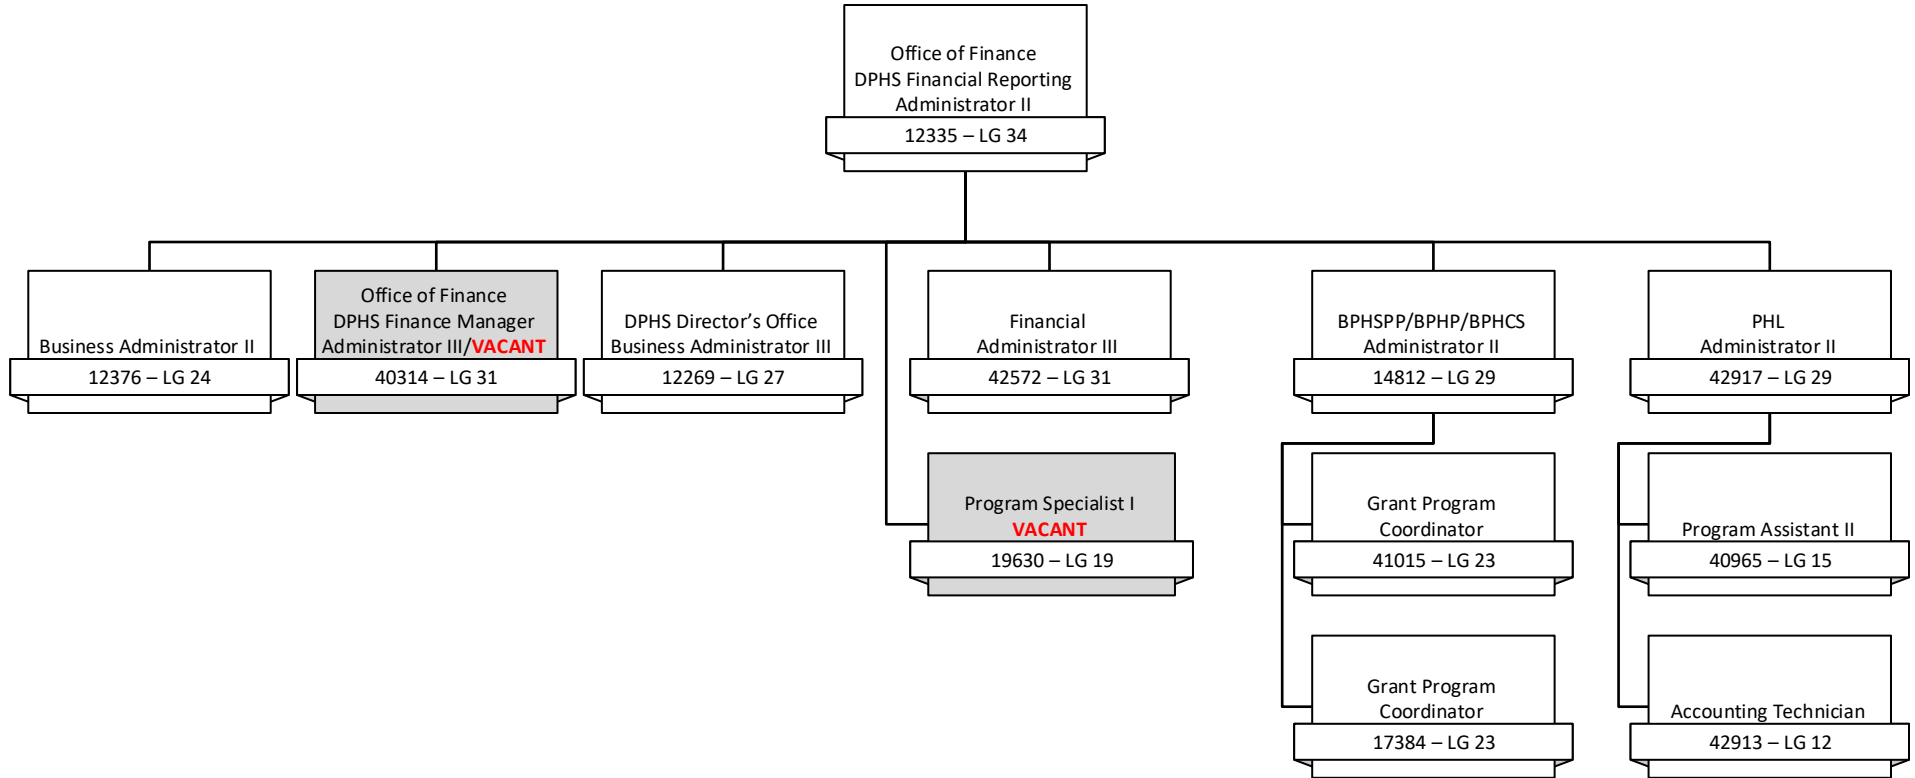 Office of Finance
DPHS Financial Reporting
Administrator II
12335 – LG 34
Business Administrator II
12376 – LG 24
Office of Finance
DPHS Finance Manager
Administrator III/VACANT
40314 – LG 31
DPHS Director’s Office
Business Administrator III
12269 – LG 27
Financial
Administrator III
42572 – LG 31
BPHSPP/BPHP/BPHCS
Administrator II
14812 – LG 29
PHL
Administrator II
42917 – LG 29
Program Specialist I
VACANT
19630 – LG 19
Grant Program
Coordinator
41015 – LG 23
Program Assistant II
40965 – LG 15
Grant Program
Coordinator
17384 – LG 23
Accounting Technician
42913 – LG 12